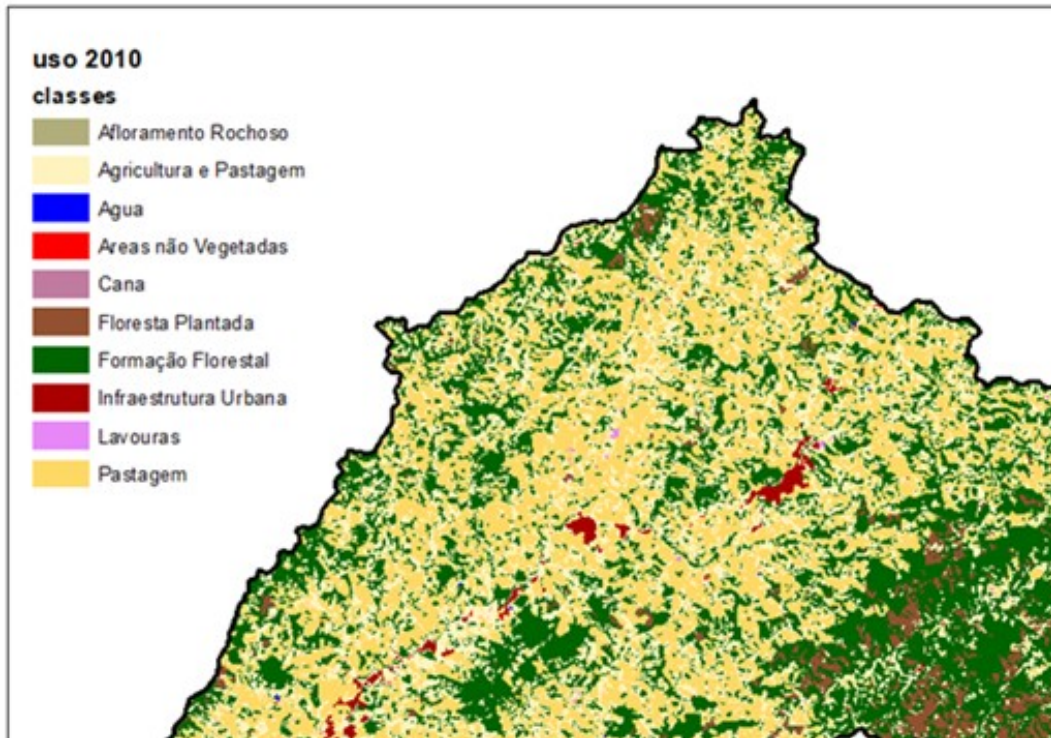 uso 2010
classes
Afloramento Rochoso
Agricultura e Pastagem
Agua
Areas não Vegetadas
Cana
Floresta Plantada
Formação Florestal
Infraestrutura Urbana
Lavouras
Pastagem